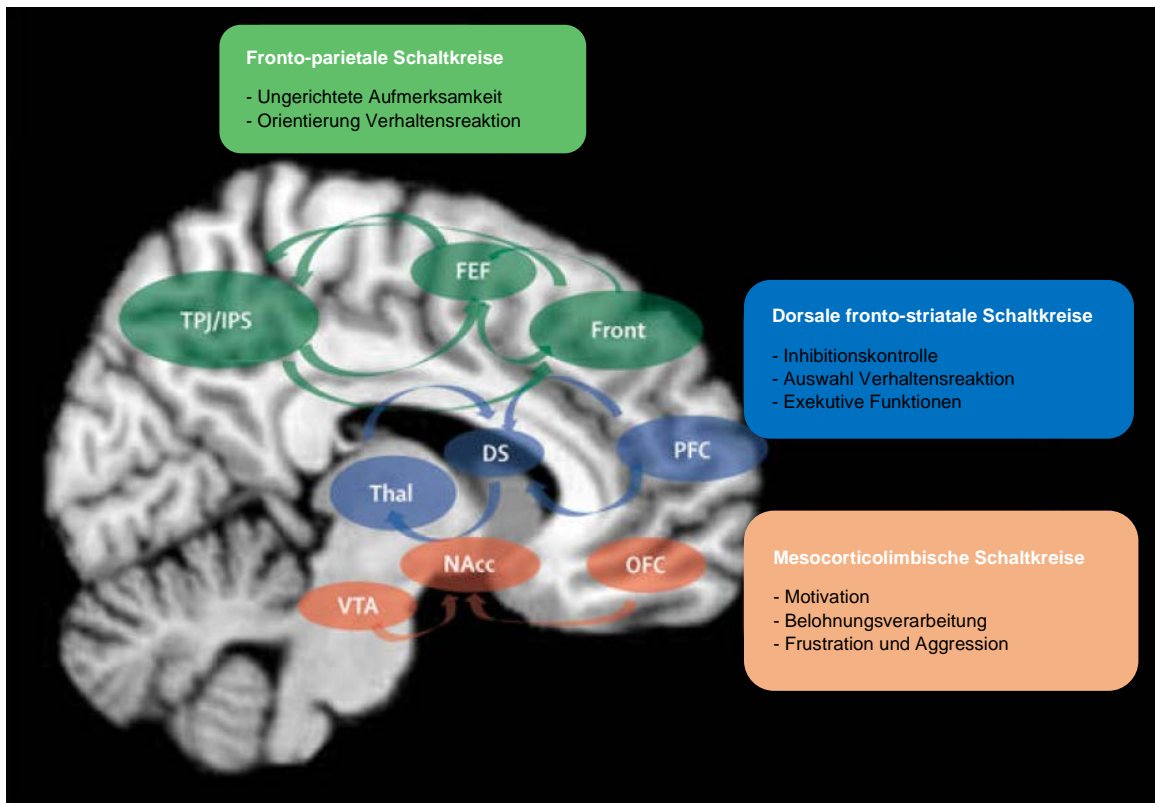 Fronto-parietale Schaltkreise
- Ungerichtete Aufmerksamkeit
- Orientierung Verhaltensreaktion
FEF
TPJ/IPS
Front
Dorsale fronto-striatale Schaltkreise
- Inhibitionskontrolle
- Auswahl Verhaltensreaktion
- Exekutive Funktionen
DS
PFC
Thal
NAcc
OFC
VTA
Mesocorticolimbische Schaltkreise
- Motivation
- Belohnungsverarbeitung
- Frustration und Aggression